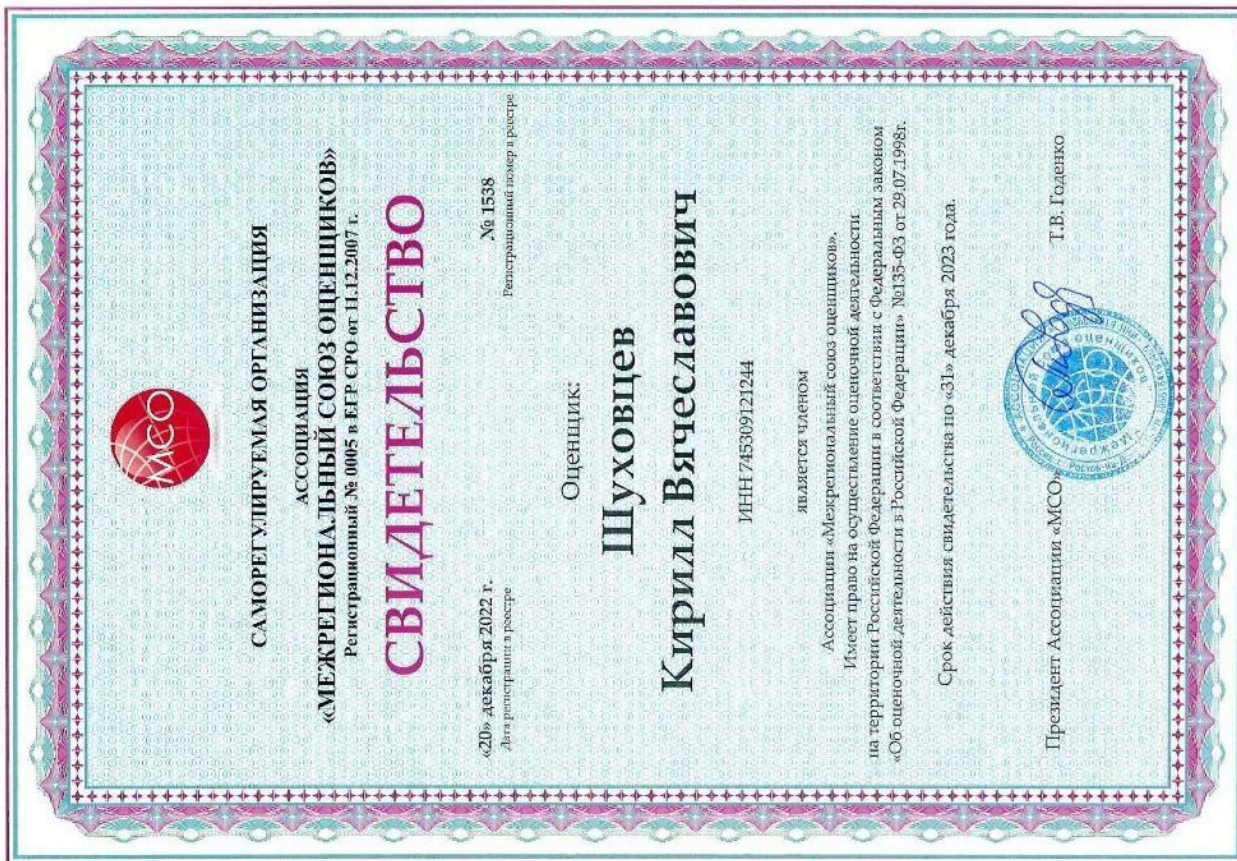 МСО
САМОРЕГУЛИРУЕМАЯ ОРГАНИЗАЦИЯ
АССОЦИАЦИЯ
«МЕЖРЕГИОНАЛЬНЫЙ СОЮЗ ОЦЕНЩИКОВ»
Регистрационный № 0005 в ЕГР СРО от 11.12.2007 г.
СВИДЕТЕЛЬСТВО
«20» декабря 2022 г. № 1538
Дата регистрации в реестре Регистрационный номер в реестре
Оценщик:
Шуховцев
Кирилл Вячеславович
ИНН 745309121244
является членом
Ассоциации «Межрегиональный союз оценщиков».
Имеет право на осуществление оценочной деятельности
на территории Российской Федерации в соответствии с Федеральным законом
«Об оценочной деятельности в Российской Федерации» №135-ФЗ от 29.07.1998г.
Срок действия свидетельства по «31» декабря 2023 года.
Президент Ассоциации «МСО» Т.В. Годенко